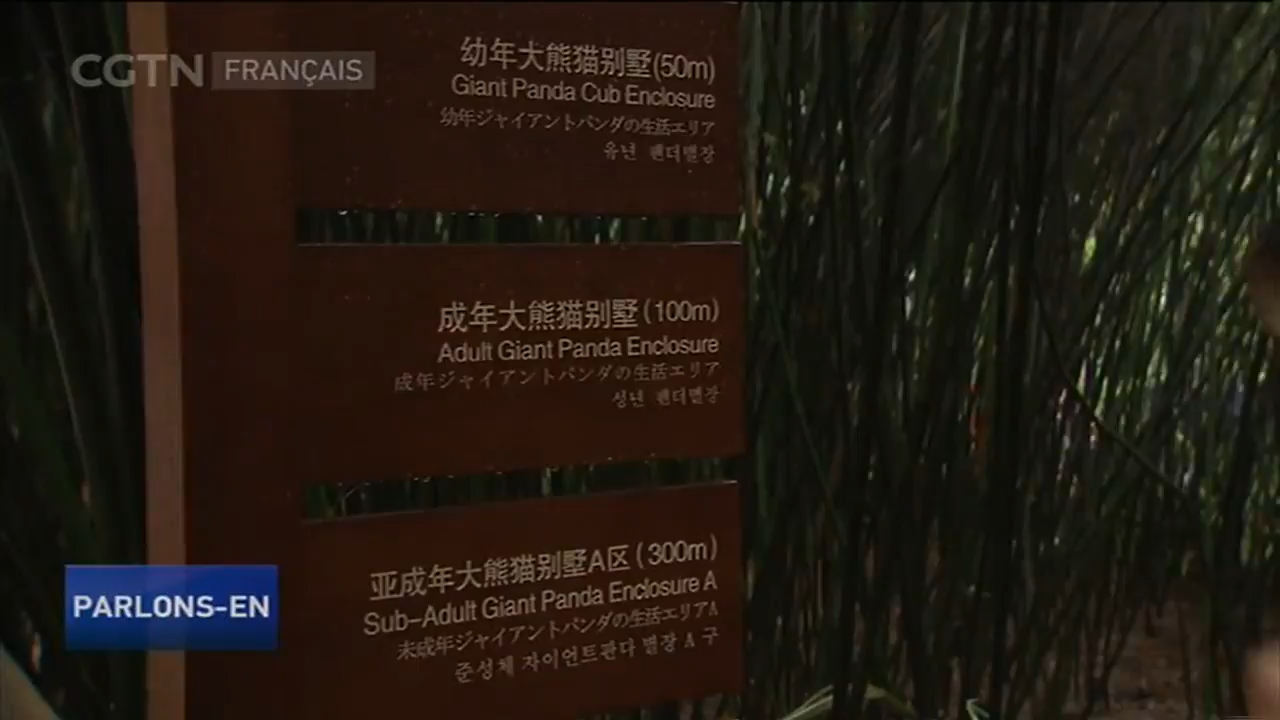 CGTN FRANÇAIS
幼年大熊猫别墅(50m)
Giant Panda Cub Enclosure
幼年ジャイアントパンダの生活エリア
유년 팬더별장
成年大熊猫别墅(100m)
Adult Giant Panda Enclosure
成年ジャイアントパンダの生活エリア
성년 팬더별장
亚成年大熊猫别墅A区(300m)
Sub-Adult Giant Panda Enclosure A
未成年ジャイアントパンダの生活エリアA
준성체 자이언트판다 별장 A 구
PARLONS-EN